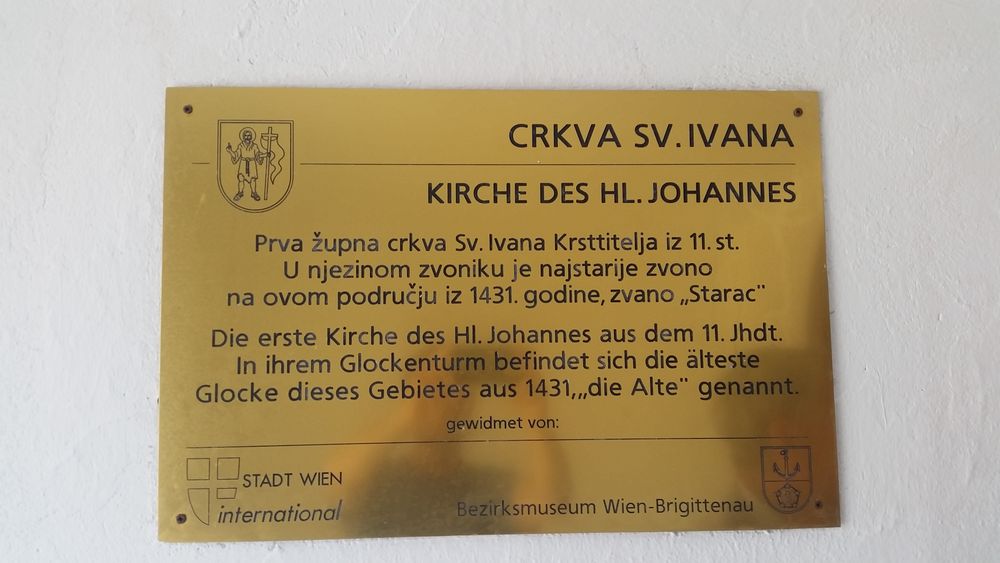 CRKVA SV. IVANA
KIRCHE DES HL. JOHANNES
Prva župna crkva Sv. Ivana Krsttitelja iz 11. st.
U njezinom zvoniku je najstarije zvono
na ovom području iz 1431. godine, zvano „Starac"
Die erste Kirche des Hl. Johannes aus dem 11. Jhdt.
In ihrem Glockenturm befindet sich die älteste
Glocke dieses Gebietes aus 1431,„die Alte" genannt.
gewidmet von:
STADT WIEN
international
Bezirksmuseum Wien-Brigittenau